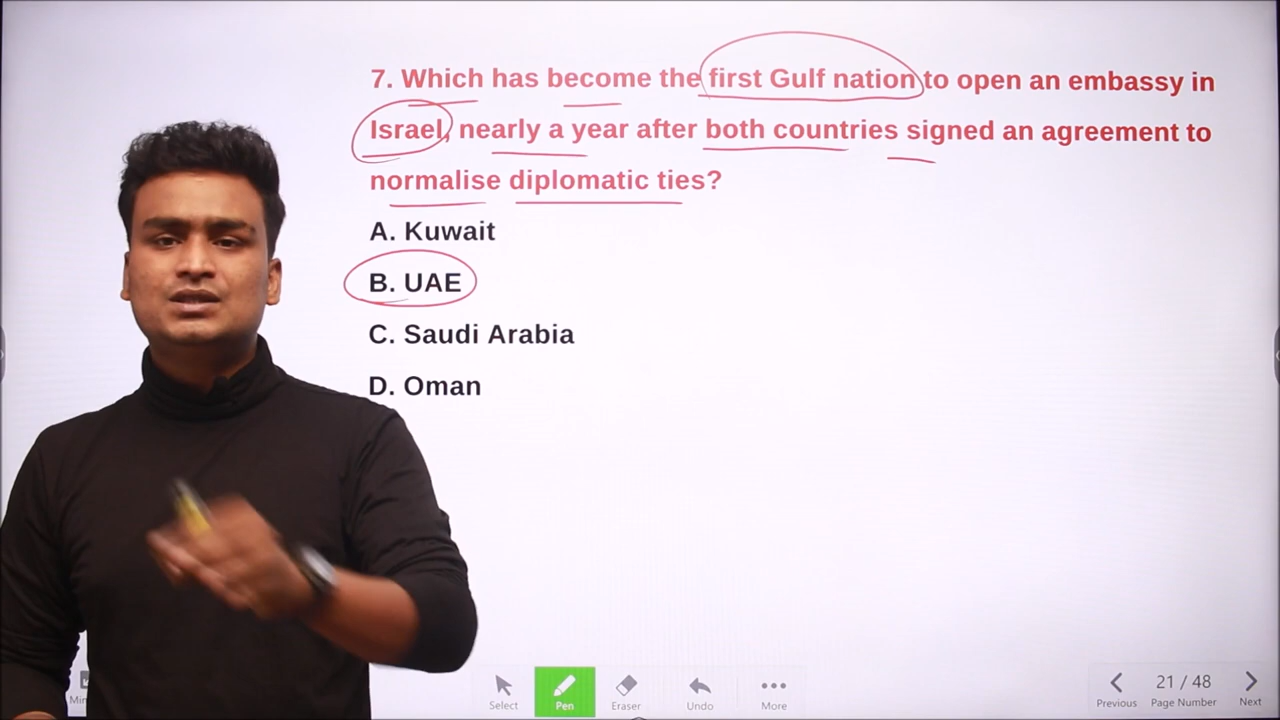 7. Which has become the first Gulf nation to open an embassy in
Israel, nearly a year after both countries signed an agreement to
normalise diplomatic ties?
A. Kuwait
B. UAE
C. Saudi Arabia
D. Oman
Select
Pen
Eraser
Undo
More
Previous
21 / 48
Page Number
Next